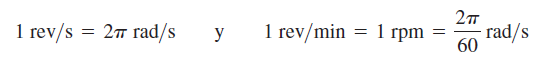 1 rev/s = 2π rad/s y 1 rev/min = 1 rpm = 2π/60 rad/s